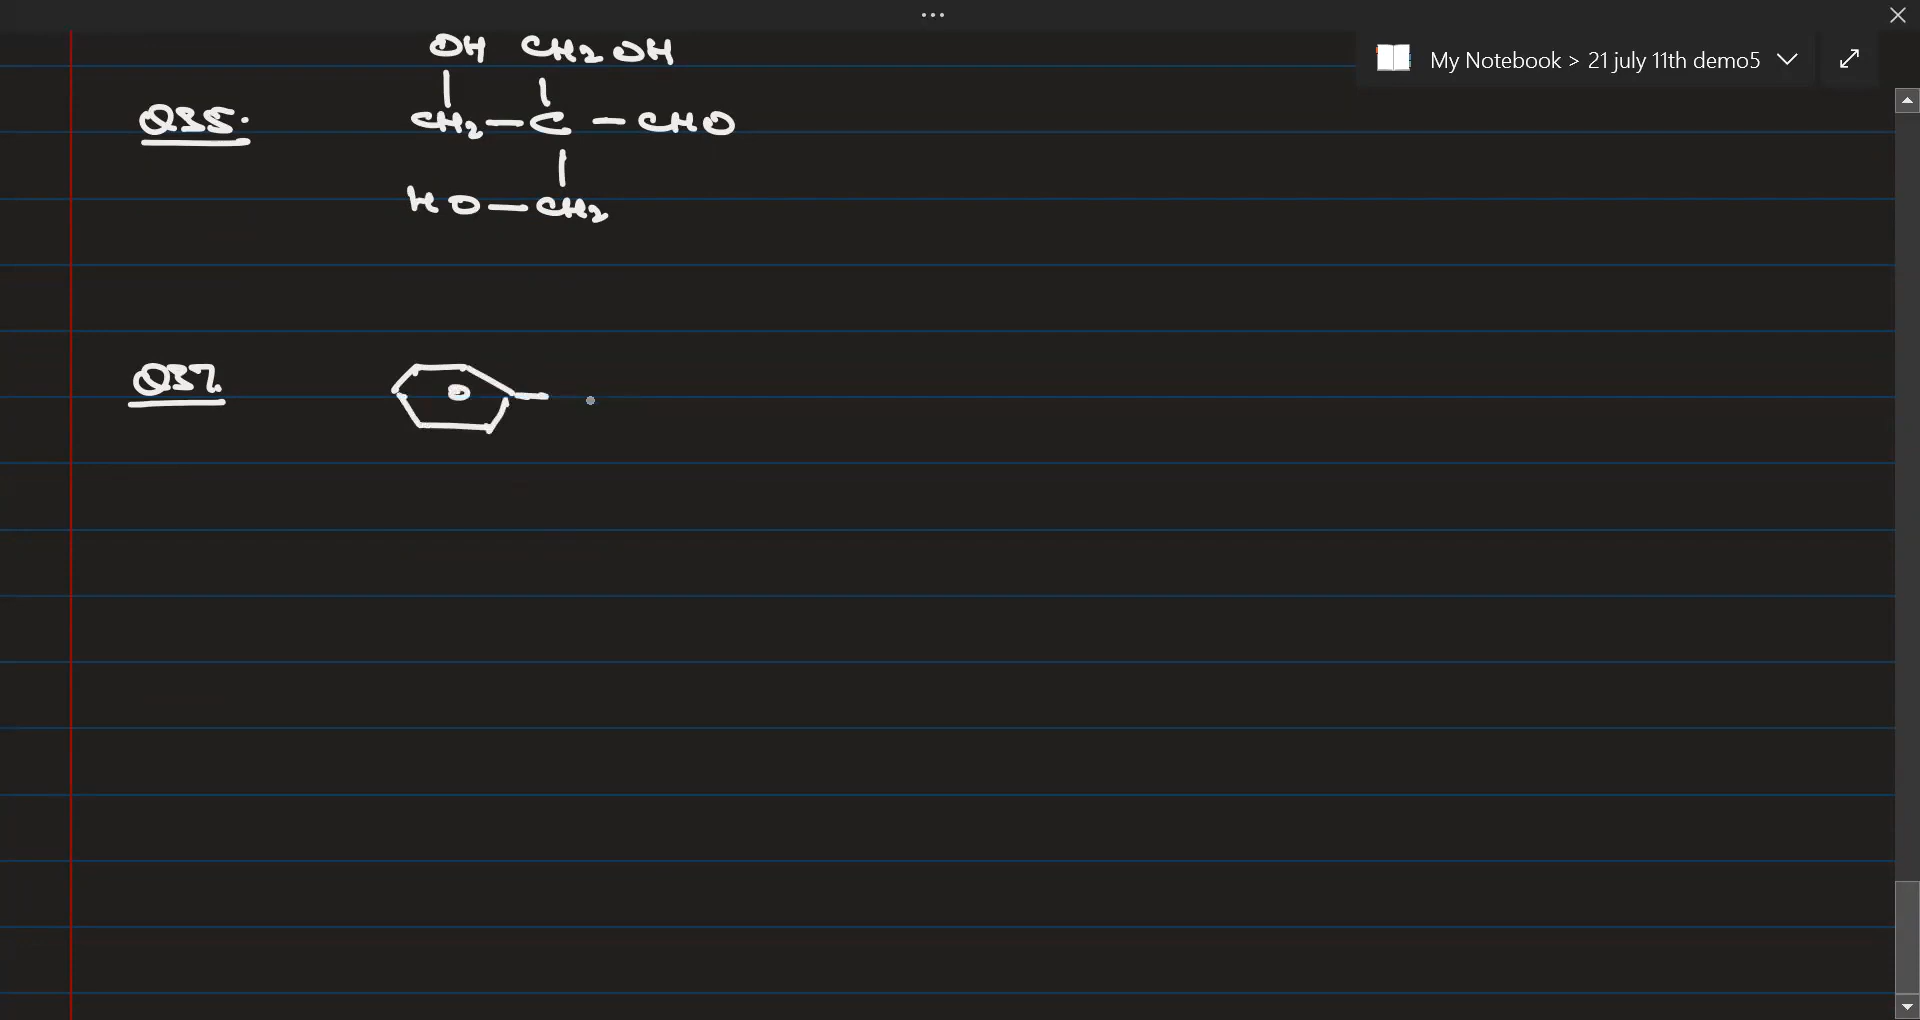 ...
My Notebook > 21 july 11th demo5
OH CH2OH
Q35. CH2—C—CHO
HO—CH2
Q37.